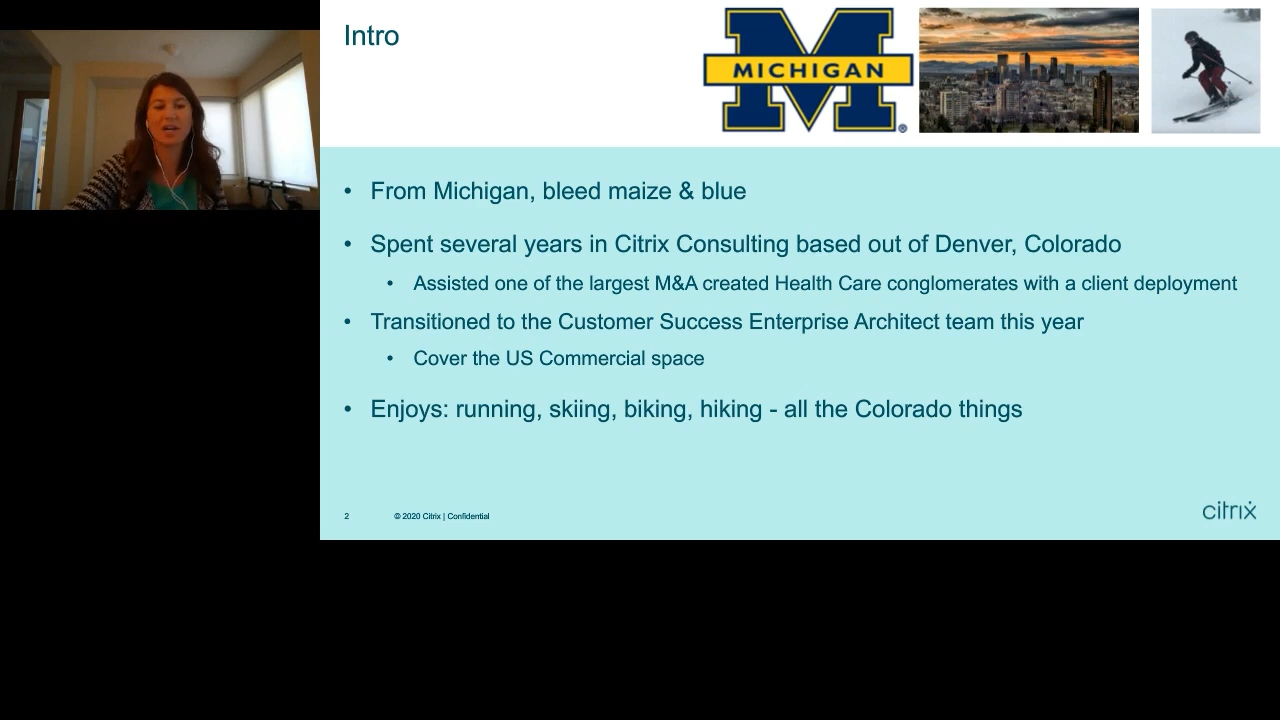 Intro
MICHIGAN
®
• From Michigan, bleed maize & blue
• Spent several years in Citrix Consulting based out of Denver, Colorado
• Assisted one of the largest M&A created Health Care conglomerates with a client deployment
• Transitioned to the Customer Success Enterprise Architect team this year
• Cover the US Commercial space
• Enjoys: running, skiing, biking, hiking - all the Colorado things
2 © 2020 Citrix | Confidential
citrix